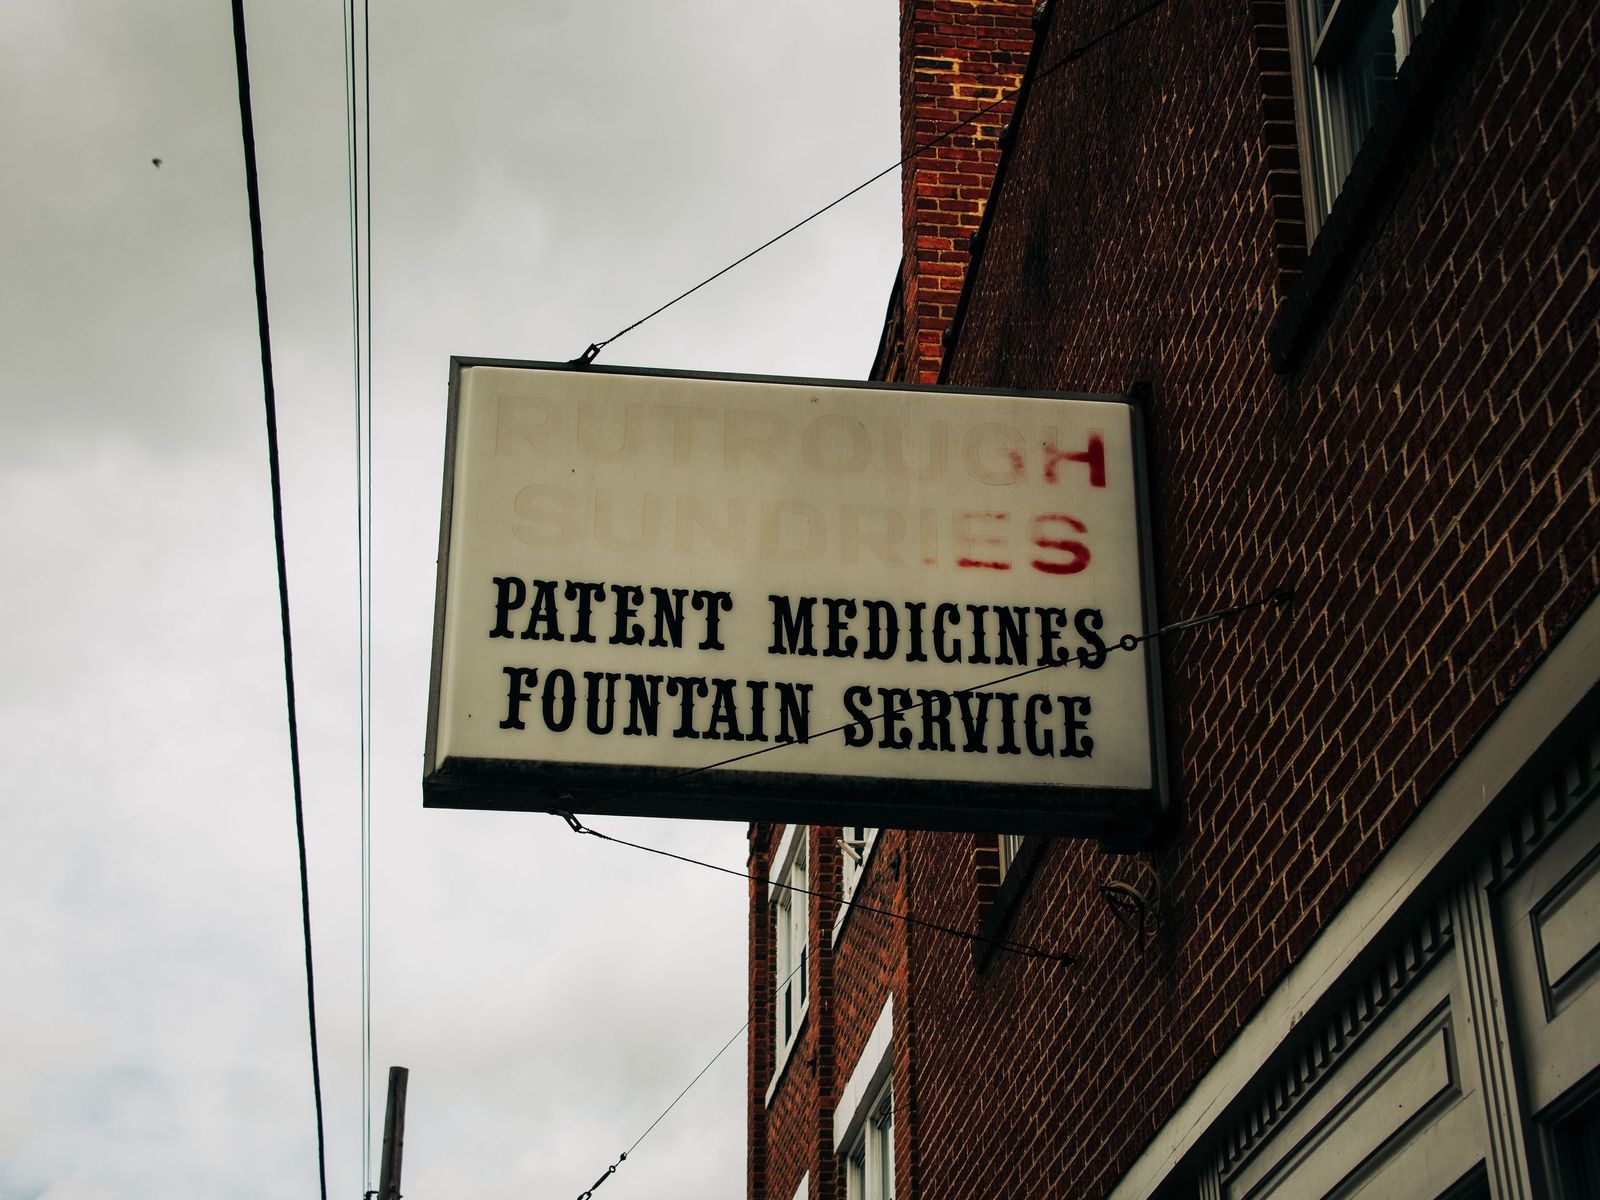 RUTROUGH
SUNDRIES
PATENT MEDICINES
FOUNTAIN SERVICE